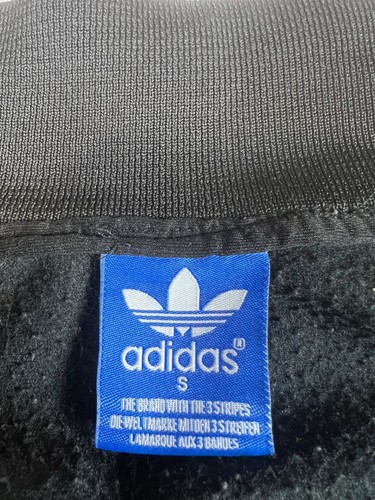 adidas®
S
THE BRAND WITH THE 3 STRIPES
DIE WELTMARKE MIT DEN 3 STREIFEN
LA MARQUE AUX 3 BANDES